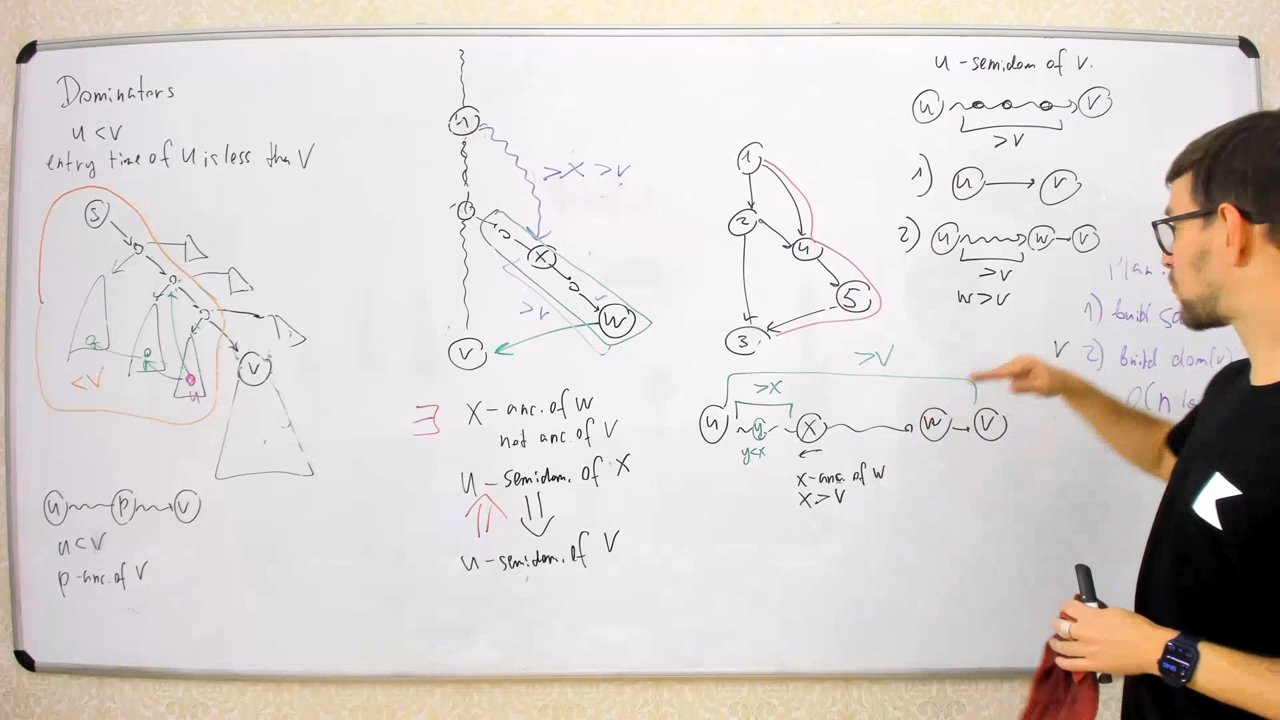 Dominators
u < v
entry time of u is less than v
S
< v
u
v
u p v
u < v
p - anc. of v
u
> x > v
x
> v
w
v
∃
x - anc. of w
not anc. of v
u - semidom. of x
u - semidom. of v
1
2
4
5
3
> v
> x
u y x w v
y < x
x - anc. of w
x > v
u - semidom of v.
u v
> v
1) u v
2) u w v
> v
w > v
Plan.
1) build
v
2) build dom(v)
O(n